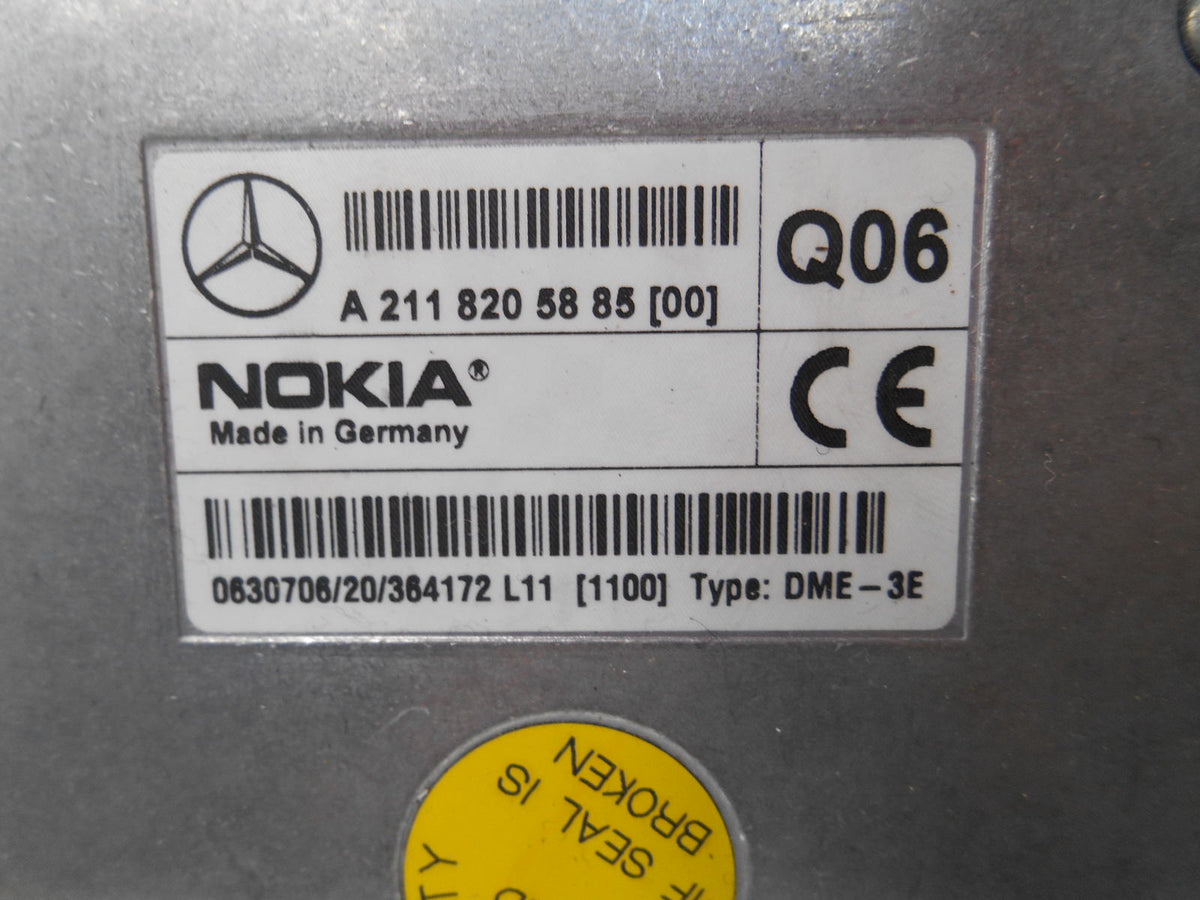 A 211 820 58 85 [00]
Q06
NOKIA®
Made in Germany
CE
0630706/20/364172 L11 [1100] Type: DME-3E
IF SEAL IS
BROKEN